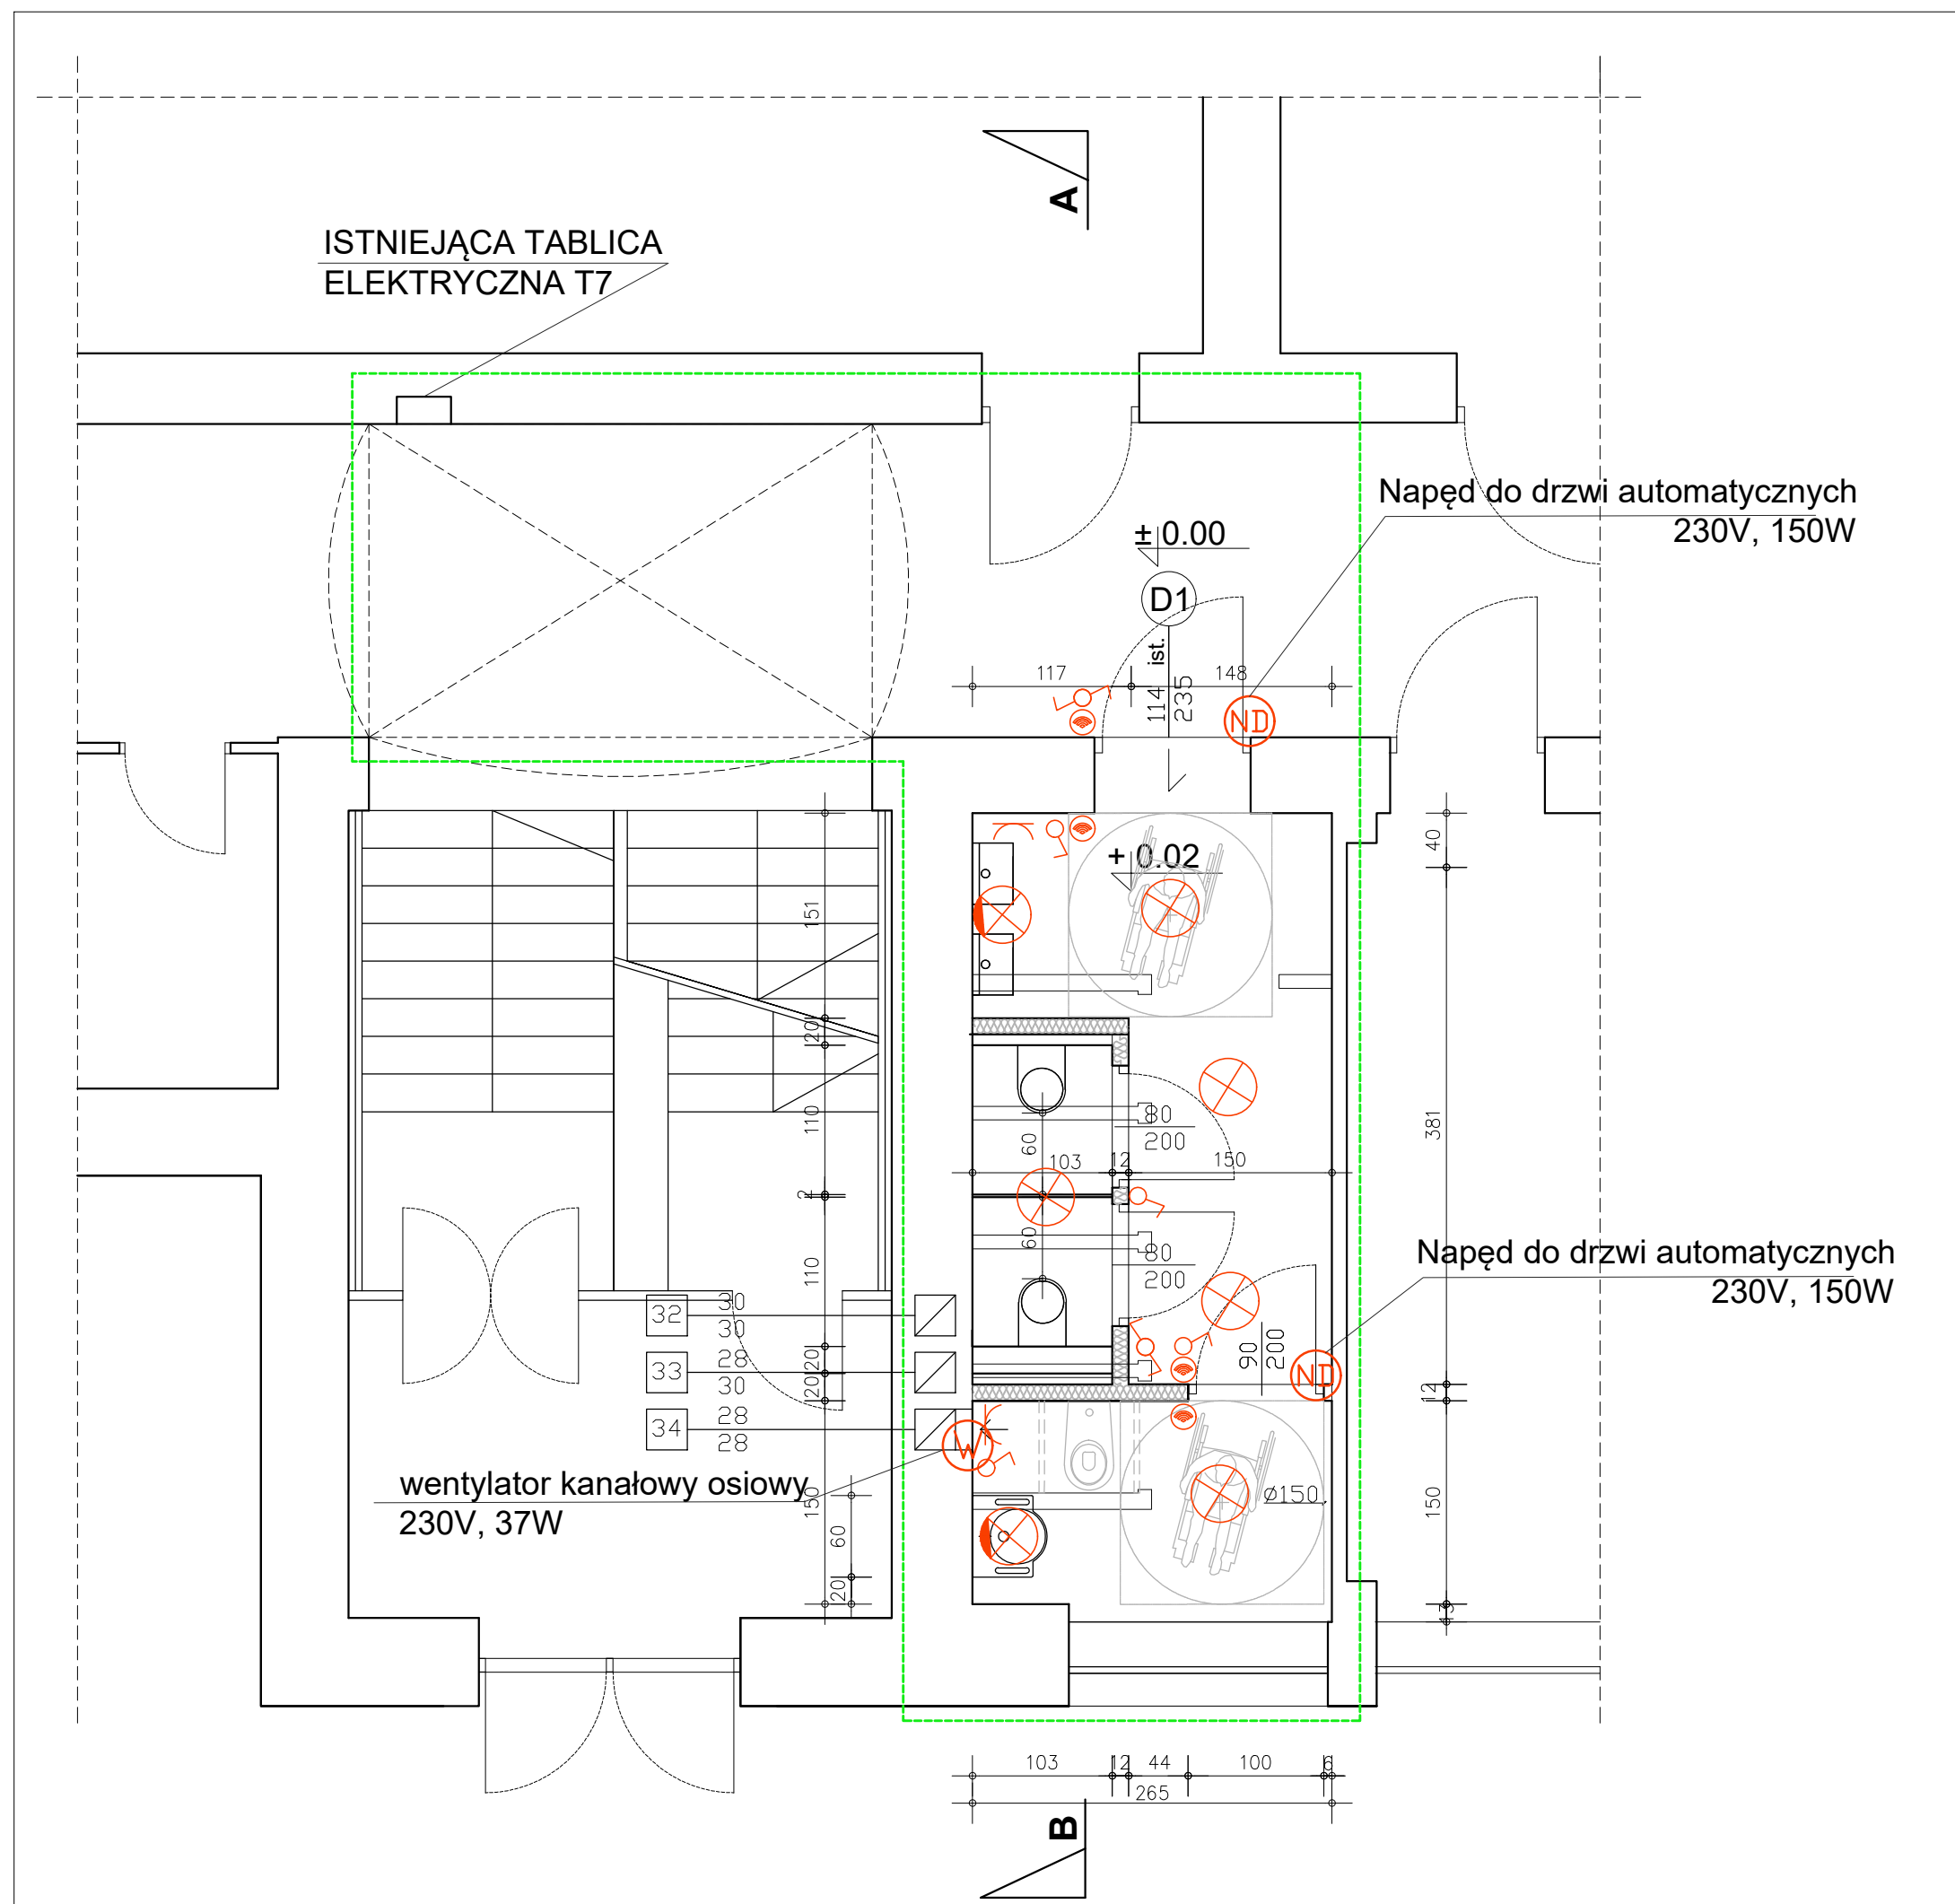 A
ISTNIEJĄCA TABLICA
ELEKTRYCZNA T7
Napęd do drzwi automatycznych
230V, 150W
± 0.00
D1
ist.
117
148
114
235
ND
40
+ 0.02
151
20
110
80
200
60
381
103
12
150
2
60
80
200
110
Napęd do drzwi automatycznych
230V, 150W
32
30
30
33
28
30
20
20
90
200
ND
12
34
28
28
W
wentylator kanałowy osiowy
230V, 37W
150
60
20
ø150
150
13
103
12
44
100
6
265
B